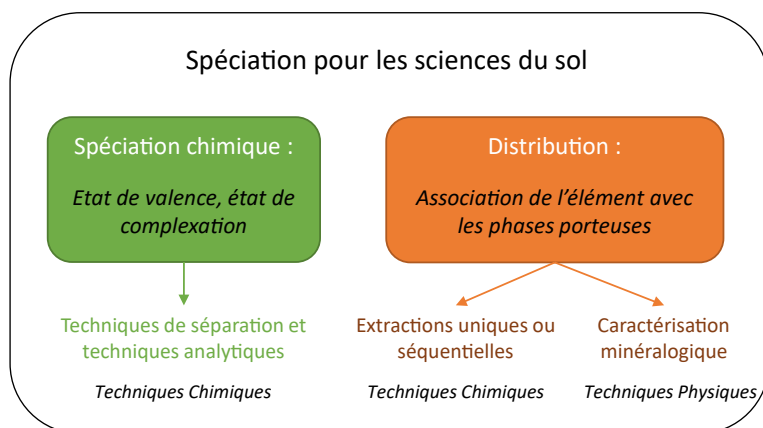 Spéciation pour les sciences du sol
Spéciation chimique :
Etat de valence, état de
complexation
Distribution :
Association de l'élément avec
les phases porteuses
Techniques de séparation et
techniques analytiques
Techniques Chimiques
Extractions uniques ou
séquentielles
Techniques Chimiques
Caractérisation
minéralogique
Techniques Physiques